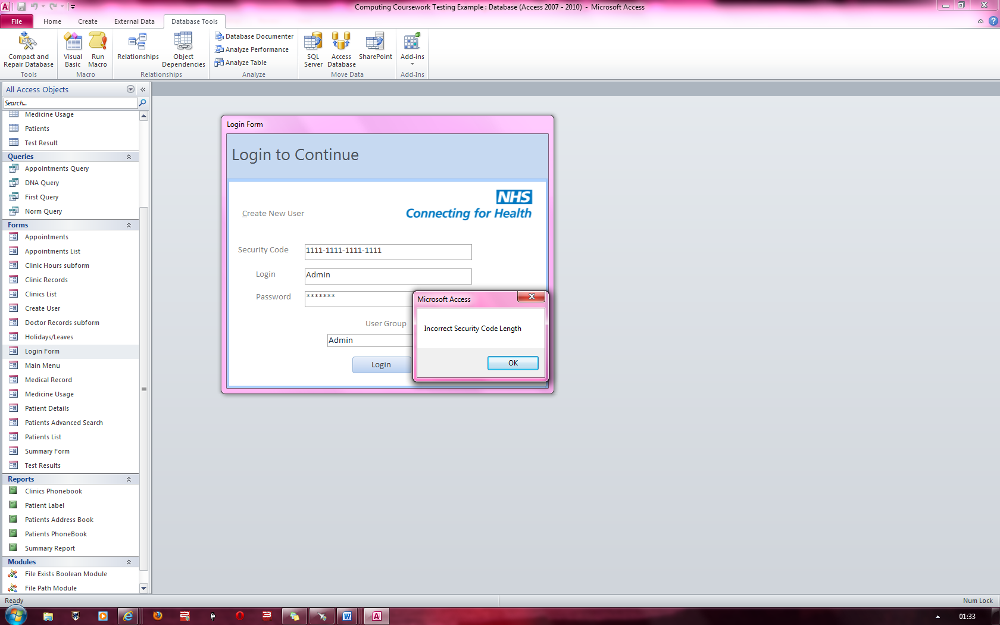 Computing Coursework Testing Example : Database (Access 2007 - 2010) - Microsoft Access
File Home Create External Data Database Tools
Compact and Repair Database
Visual Basic
Run Macro
Relationships
Object Dependencies
Database Documenter
Analyze Performance
Analyze Table
SQL Server
Access Database
SharePoint
Add-ins
Tools Macro Relationships Analyze Move Data Add-Ins
All Access Objects
Search...
Medicine Usage
Patients
Test Result
Queries
Appointments Query
DNA Query
First Query
Norm Query
Forms
Appointments
Appointments List
Clinic Hours subform
Clinic Records
Clinics List
Create User
Doctor Records subform
Holidays/Leaves
Login Form
Main Menu
Medical Record
Medicine Usage
Patient Details
Patients Advanced Search
Patients List
Summary Form
Test Results
Reports
Clinics Phonebook
Patient Label
Patients Address Book
Patients PhoneBook
Summary Report
Modules
File Exists Boolean Module
File Path Module
Login Form
Login to Continue
NHS
Connecting for Health
Create New User
Security Code 1111-1111-1111-1111
Login Admin
Password *******
User Group
Admin
Login
Microsoft Access
Incorrect Security Code Length
OK
Ready
Num Lock
01:33